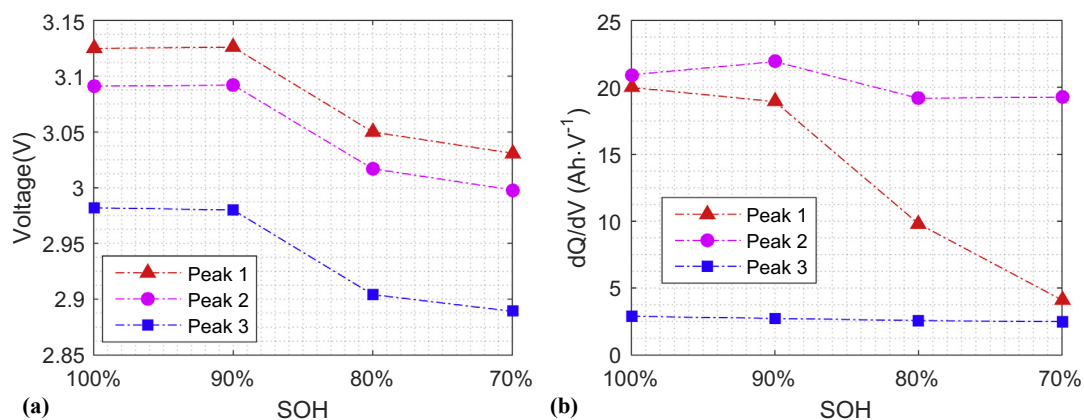 3.15
3.1
3.05
3
2.95
2.9
2.85
Voltage(V)
Peak 1
Peak 2
Peak 3
100% 90% 80% 70%
SOH
(a)
25
20
15
10
5
0
dQ/dV (Ah·V⁻¹)
Peak 1
Peak 2
Peak 3
100% 90% 80% 70%
SOH
(b)